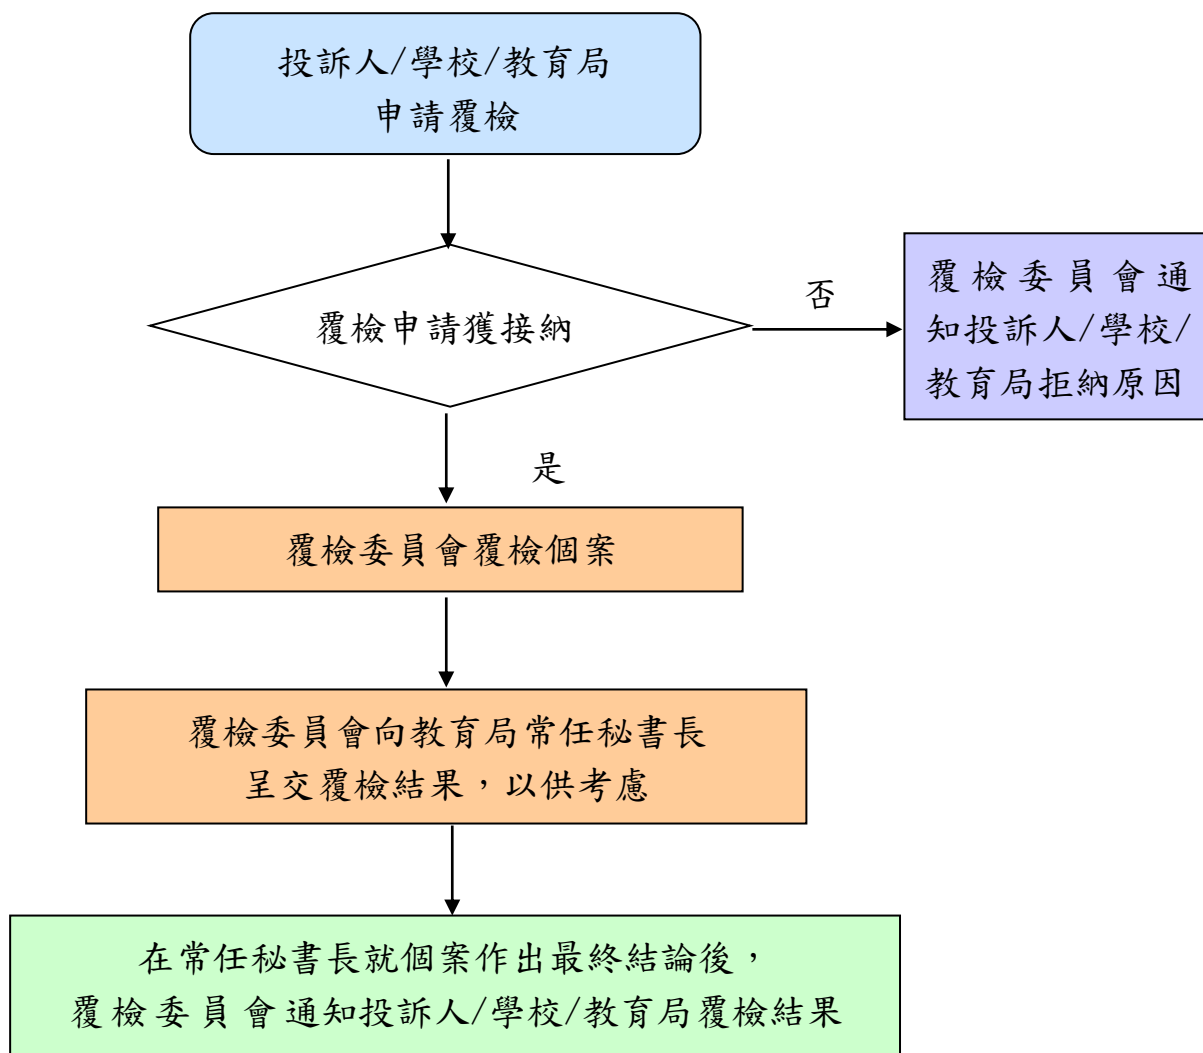 投訴人/學校/教育局
申請覆檢
覆檢申請獲接納
否
覆檢委員會通
知投訴人/學校/
教育局拒納原因
是
覆檢委員會覆檢個案
覆檢委員會向教育局常任秘書長
呈交覆檢結果，以供考慮
在常任秘書長就個案作出最終結論後，
覆檢委員會通知投訴人/學校/教育局覆檢結果